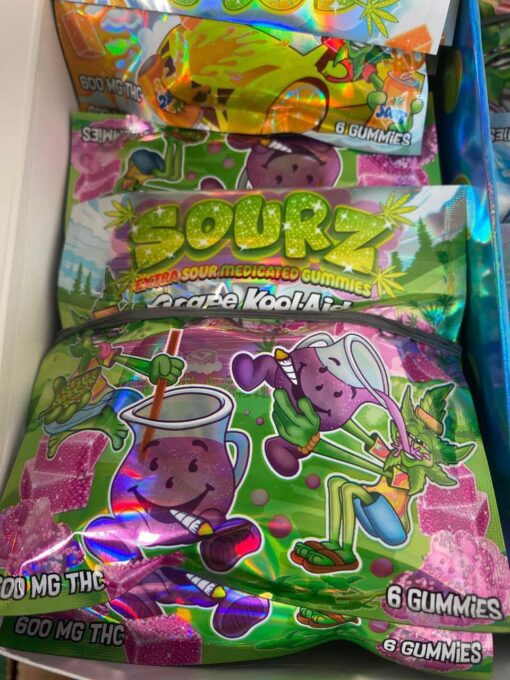 600 MG THC
6 GUMMIES
6 GUMMIES
SOURZ
EXTRA SOUR MEDICATED GUMMIES
Grape Kool-Aid
600 MG THC
6 GUMMIES
600 MG THC
6 GUMMIES